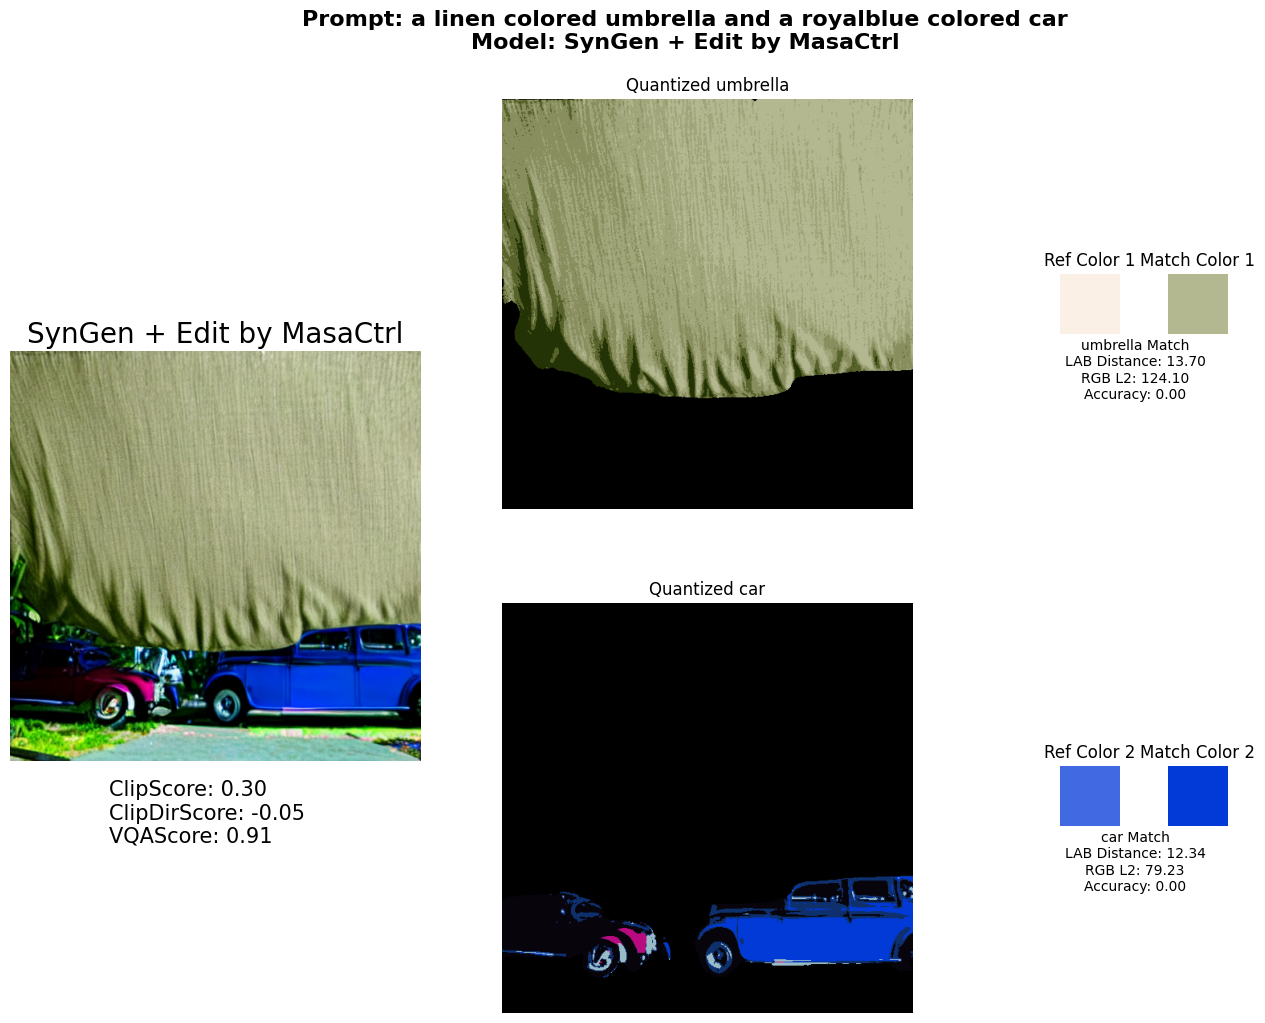 Prompt: a linen colored umbrella and a royalblue colored car
Model: SynGen + Edit by MasaCtrl
Quantized umbrella
Ref Color 1 Match Color 1
umbrella Match
LAB Distance: 13.70
RGB L2: 124.10
Accuracy: 0.00
SynGen + Edit by MasaCtrl
ClipScore: 0.30
ClipDirScore: -0.05
VQAScore: 0.91
Quantized car
Ref Color 2 Match Color 2
car Match
LAB Distance: 12.34
RGB L2: 79.23
Accuracy: 0.00